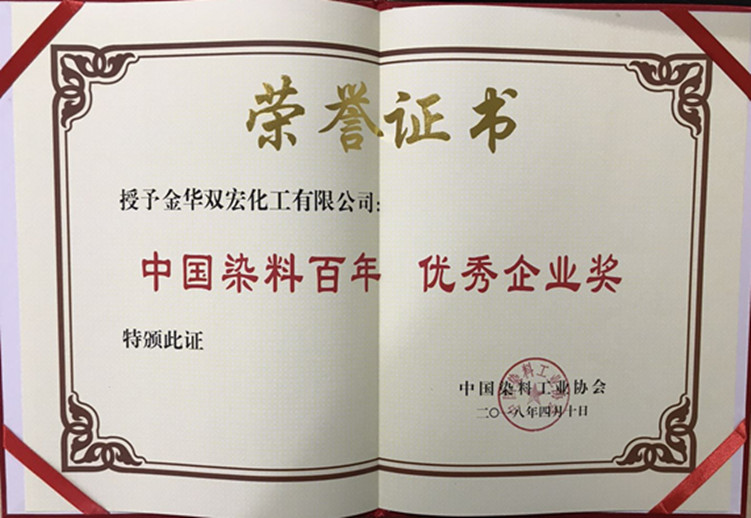 荣誉证书
授予金华双宏化工有限公司:
中国染料百年 优秀企业奖
特颁此证
中国染料工业协会
二〇一八年四月十日